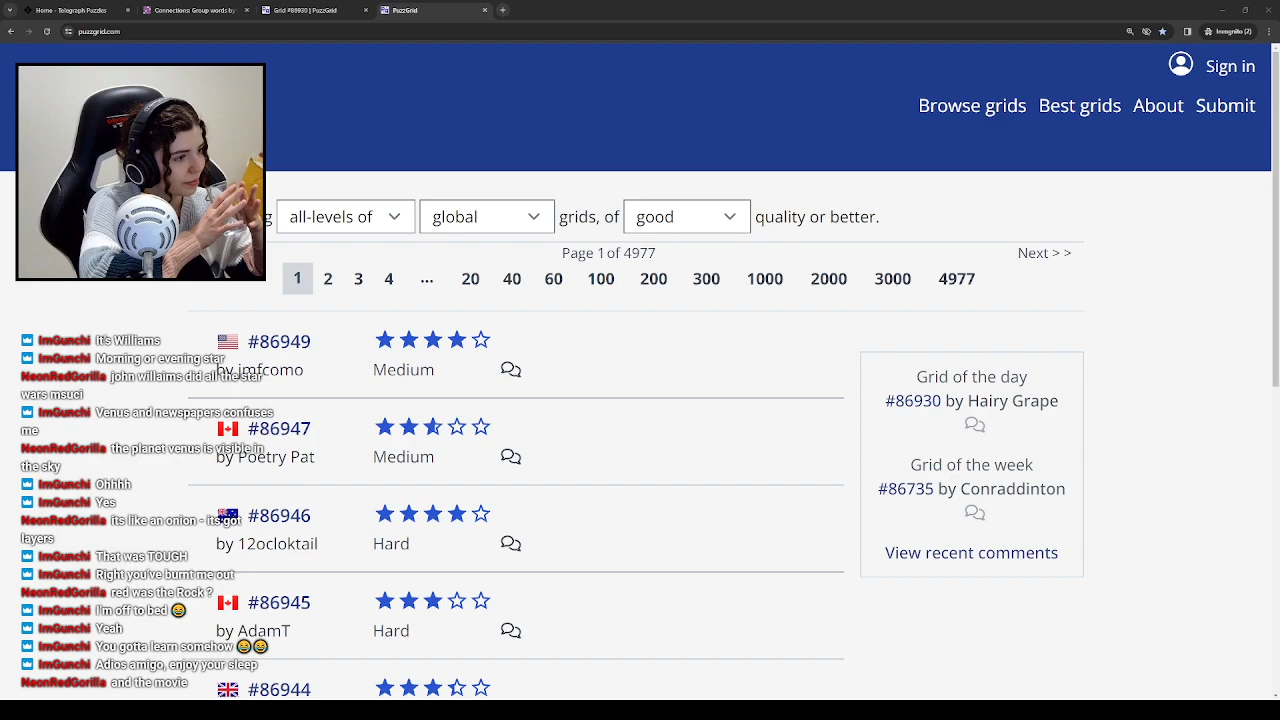 Home - Telegraph Puzzles
Connections: Group words by
Grid #86930 | PuzzGrid
PuzzGrid
puzzgrid.com
Incognito (2)
Sign in
Browse grids Best grids About Submit
all-levels of global grids, of good quality or better.
Page 1 of 4977
Next > >
1 2 3 4 ... 20 40 60 100 200 300 1000 2000 3000 4977
#86949
by jmfcomo Medium
#86947
by Poetry Pat Medium
#86946
by 12ocloktail Hard
#86945
by AdamT Hard
#86944
Grid of the day
#86930 by Hairy Grape
Grid of the week
#86735 by Conraddinton
View recent comments
ImGunchi It's Williams
ImGunchi Morning or evening star
NeonRedGorilla john willaims did all the star
wars msuci
ImGunchi Venus and newspapers confuses
me
NeonRedGorilla the planet venus is visible in
the sky
ImGunchi Ohhhh
ImGunchi Yes
NeonRedGorilla its like an onion - its got
layers
ImGunchi That was TOUGH
ImGunchi Right you've burnt me out
NeonRedGorilla red was the Rock ?
ImGunchi I'm off to bed 😂
ImGunchi Yeah
ImGunchi You gotta learn somehow 😂😂
ImGunchi Adios amigo, enjoy your sleep
NeonRedGorilla and the movie